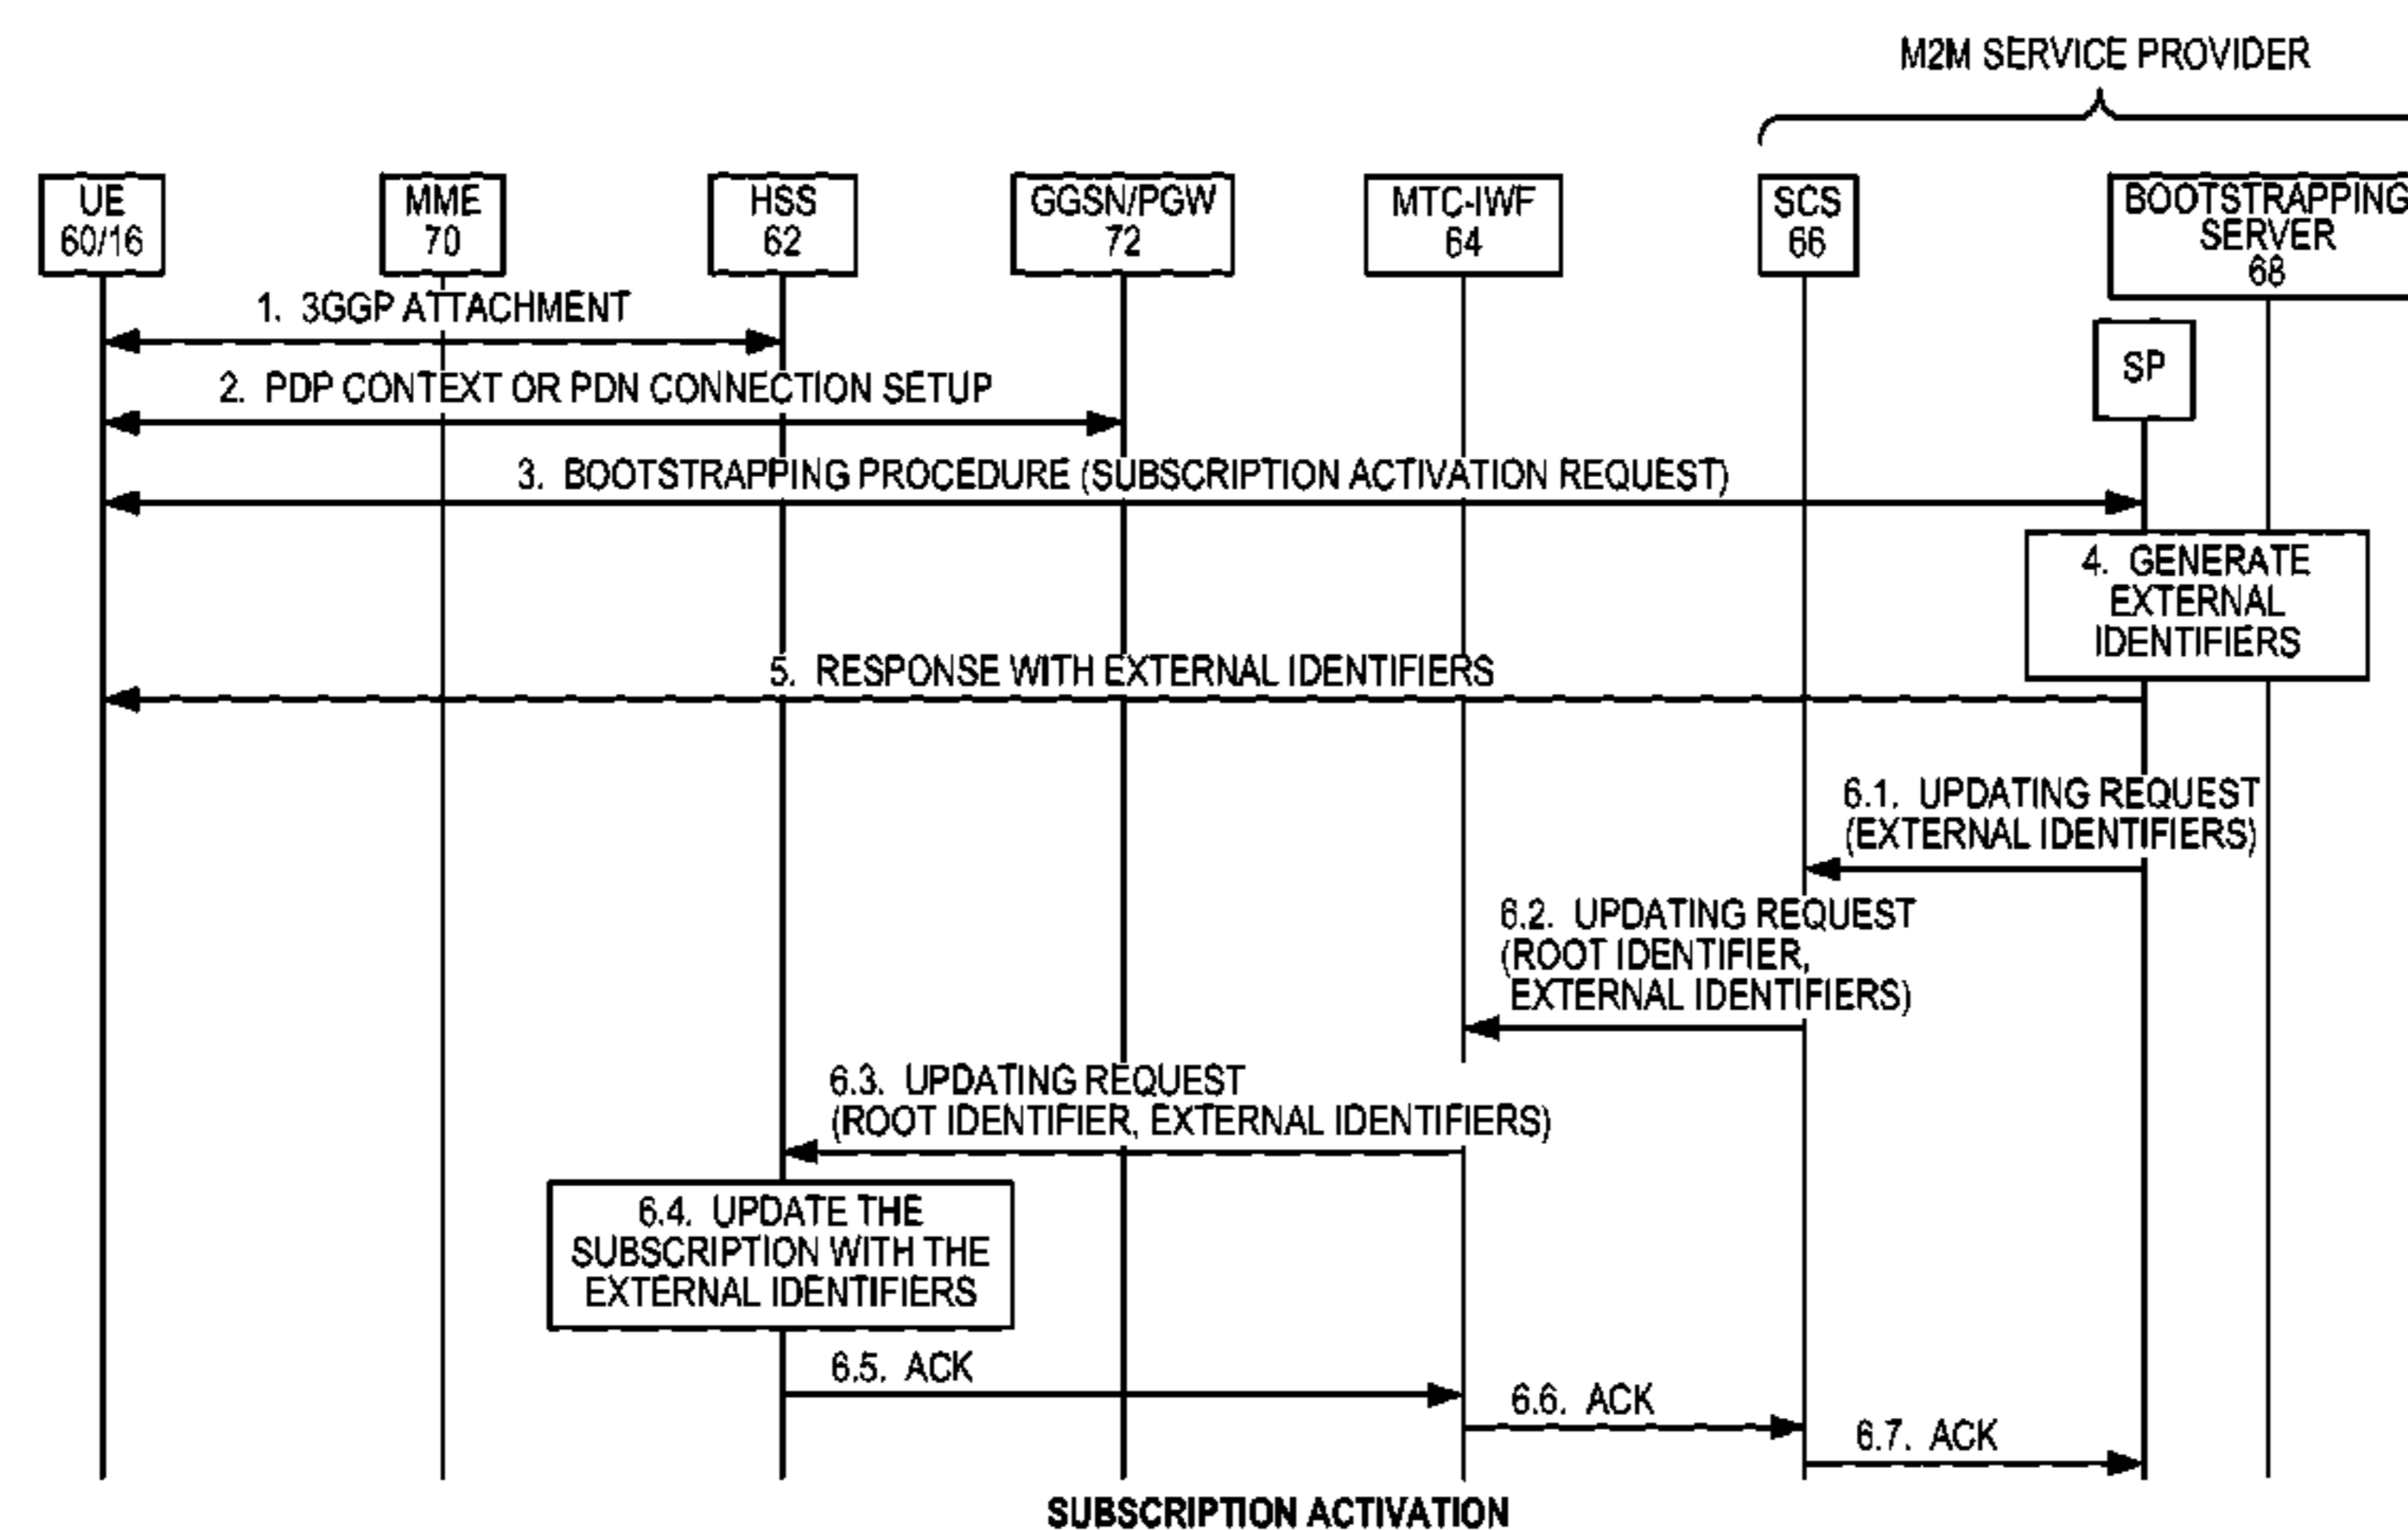 M2M SERVICE PROVIDER
UE
60/16
MME
70
HSS
62
GGSN/PGW
72
MTC-IWF
64
SCS
66
BOOTSTRAPPING
SERVER
68
SP
1. 3GGP ATTACHMENT
2. PDP CONTEXT OR PDN CONNECTION SETUP
3. BOOTSTRAPPING PROCEDURE (SUBSCRIPTION ACTIVATION REQUEST)
4. GENERATE
EXTERNAL
IDENTIFIERS
5. RESPONSE WITH EXTERNAL IDENTIFIERS
6.1. UPDATING REQUEST
(EXTERNAL IDENTIFIERS)
6.2. UPDATING REQUEST
(ROOT IDENTIFIER,
EXTERNAL IDENTIFIERS)
6.3. UPDATING REQUEST
(ROOT IDENTIFIER, EXTERNAL IDENTIFIERS)
6.4. UPDATE THE
SUBSCRIPTION WITH THE
EXTERNAL IDENTIFIERS
6.5. ACK
6.6. ACK
6.7. ACK
SUBSCRIPTION ACTIVATION